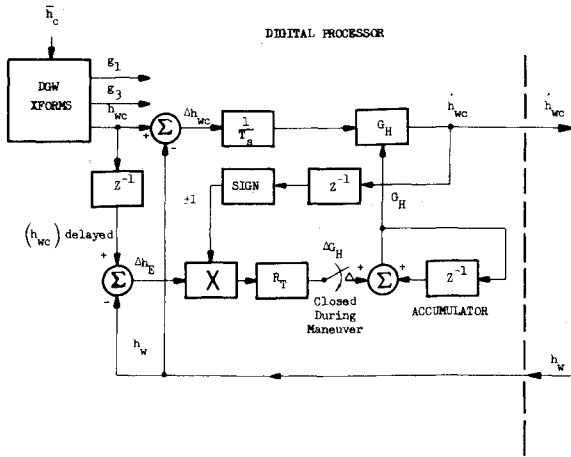 h̄c
DIGITAL PROCESSOR
DGW
XFORMS
g1
g3
hwc
Σ
+
-
Δhwc
1
Ts
GH
ḣwc
ḣwc
Z-1
SIGN
Z-1
±1
GH
(hwc) delayed
+
Σ
-
ΔhE
X
RT
ΔGH
Δ
+
Σ
+
Z-1
Closed
During
Maneuver
ACCUMULATOR
hw
hw